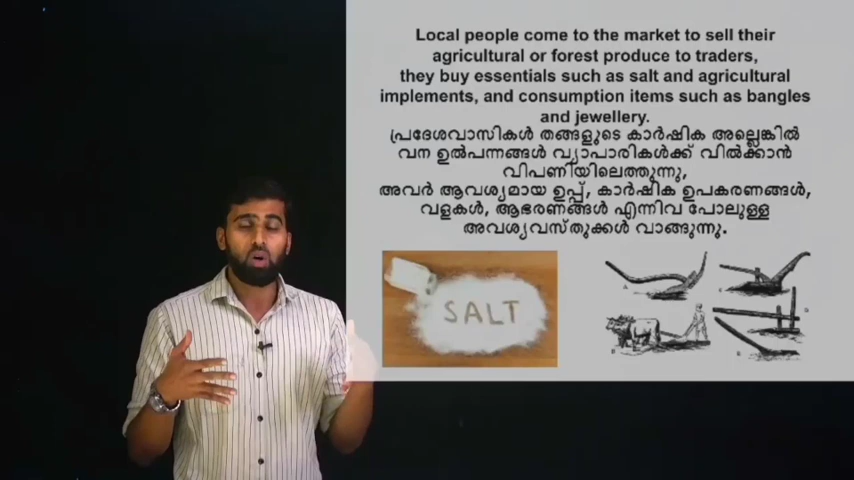 Local people come to the market to sell their
agricultural or forest produce to traders,
they buy essentials such as salt and agricultural
implements, and consumption items such as bangles
and jewellery.
പ്രദേശവാസികൾ തങ്ങളുടെ കാർഷിക അല്ലെങ്കിൽ
വന ഉൽപന്നങ്ങൾ വ്യാപാരികൾക്ക് വിൽക്കാൻ
വിപണിയിലെത്തുന്നു,
അവർ ആവശ്യമായ ഉപ്പ്, കാർഷിക ഉപകരണങ്ങൾ,
വളകൾ, ആഭരണങ്ങൾ എന്നിവ പോലുള്ള
അവശ്യവസ്തുക്കൾ വാങ്ങുന്നു.
SALT